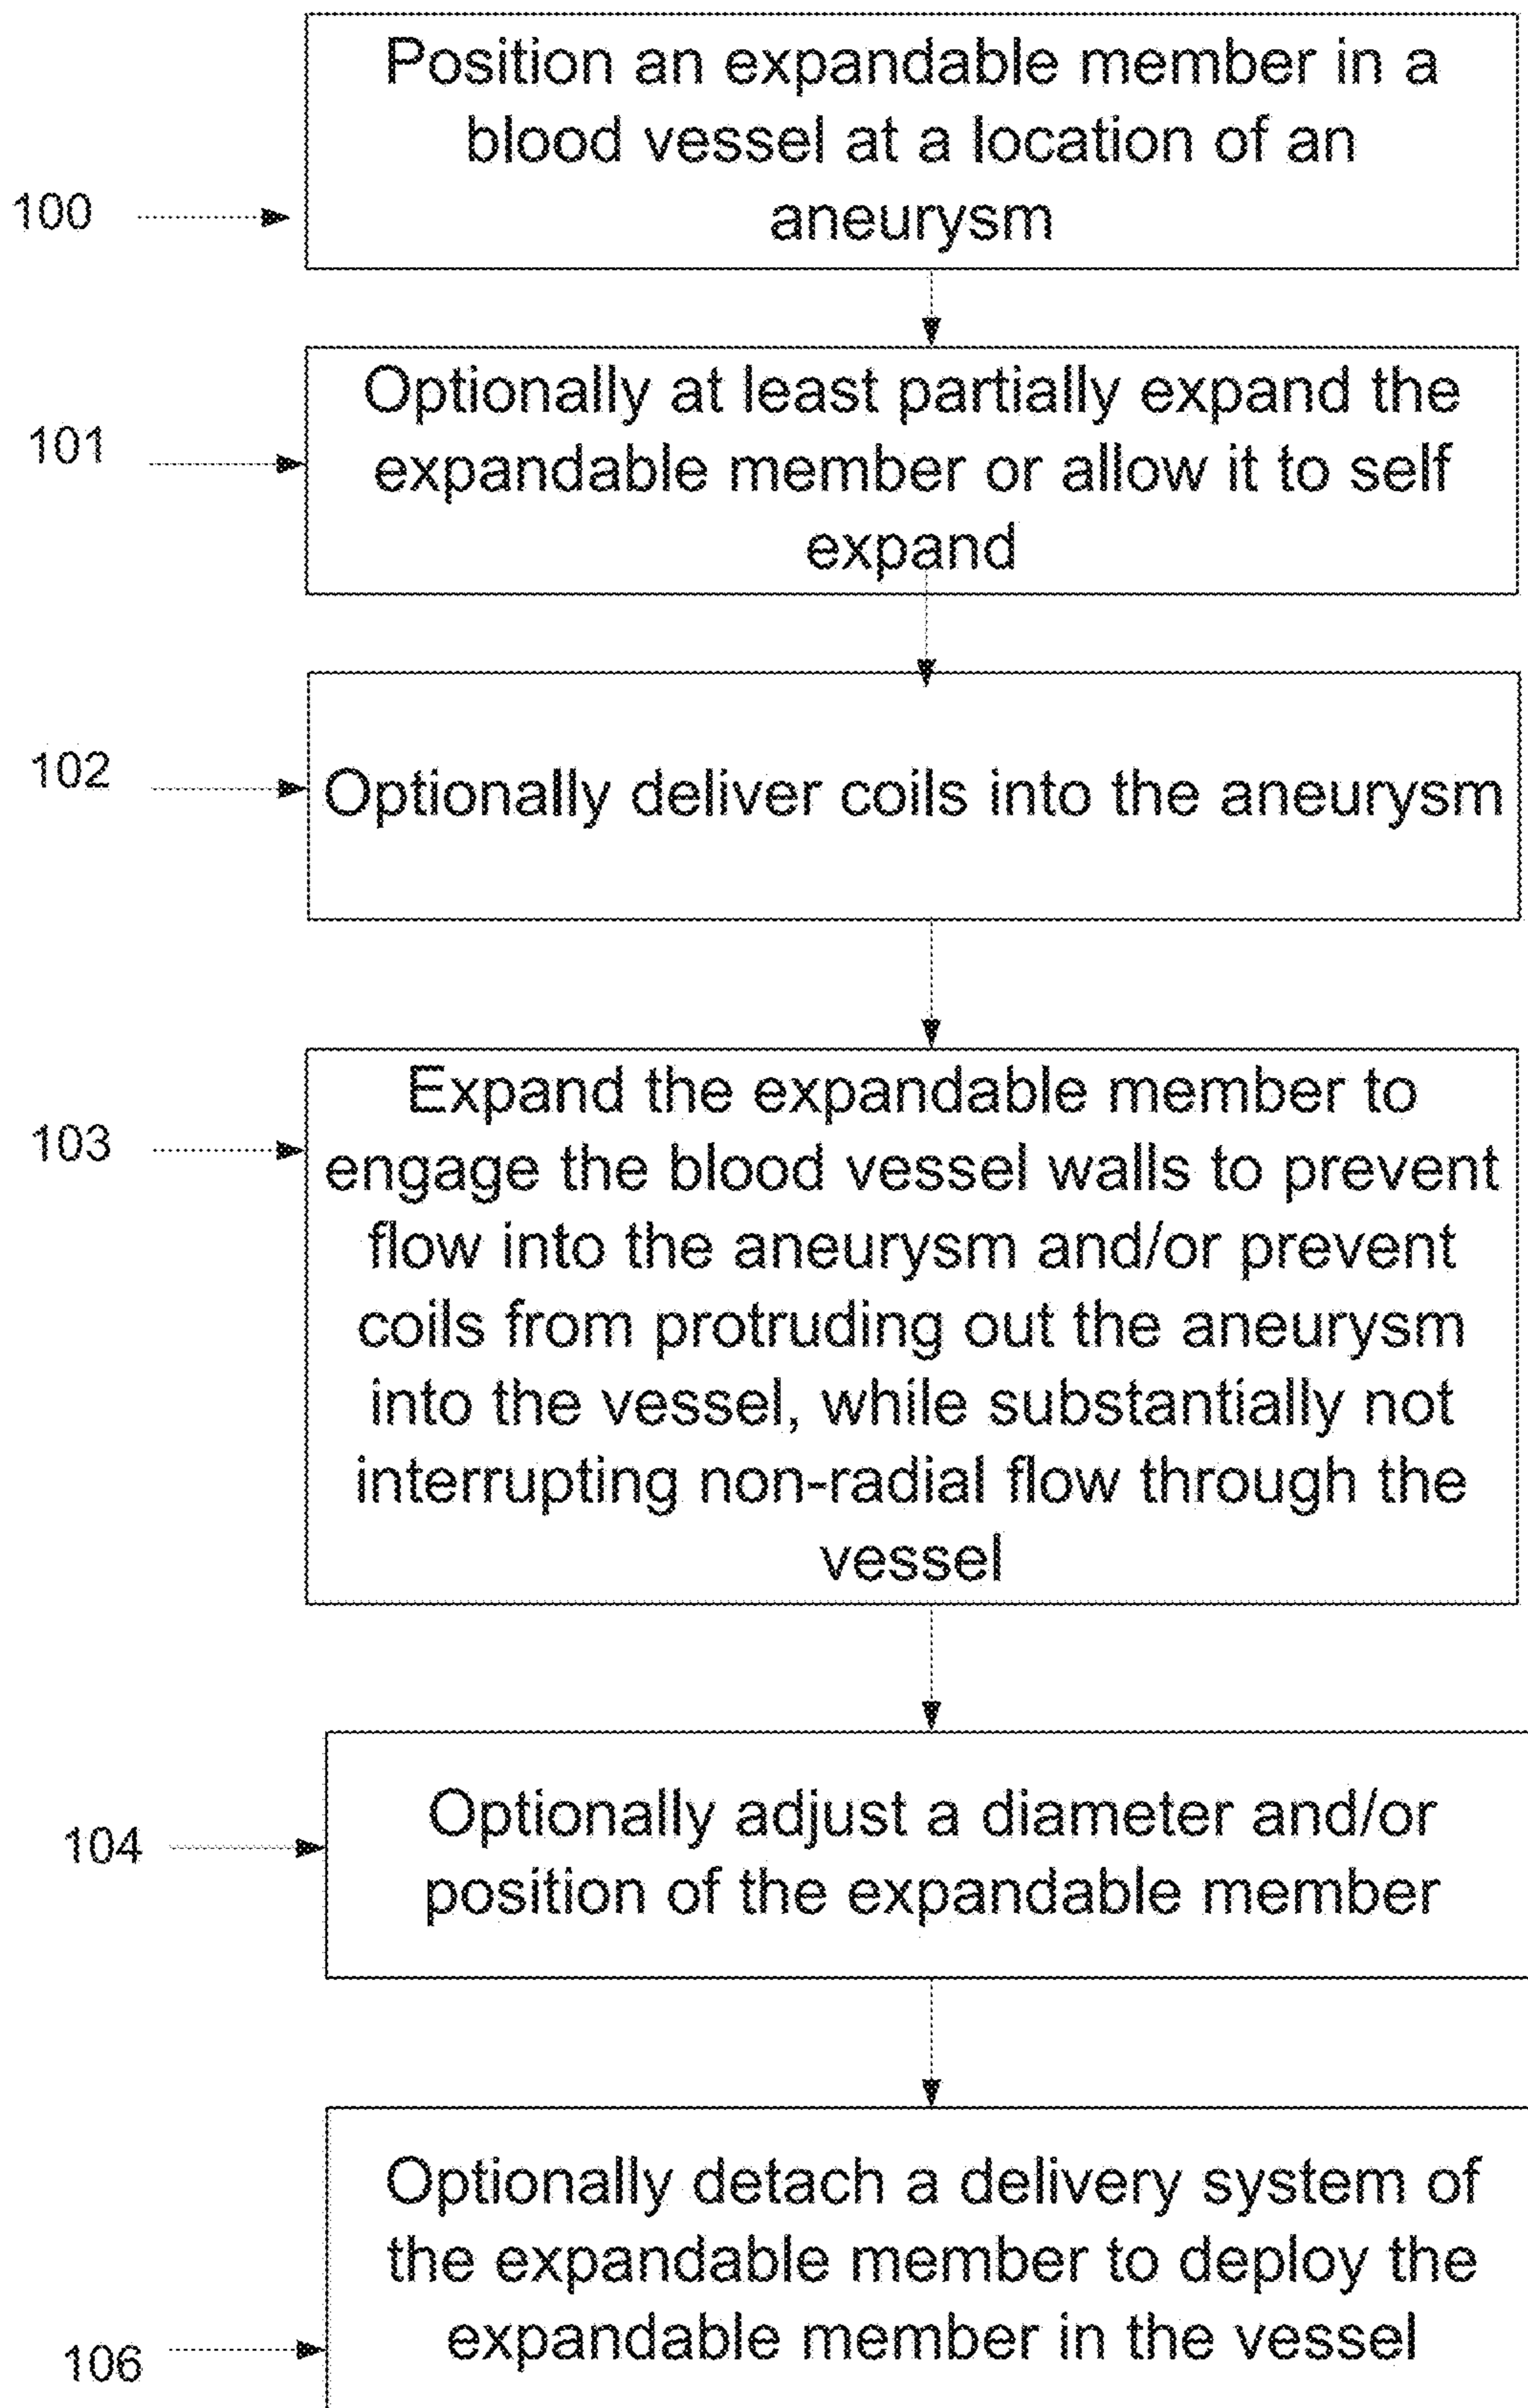 Position an expandable member in a
blood vessel at a location of an
aneurysm
100
Optionally at least partially expand the
expandable member or allow it to self
expand
101
Optionally deliver coils into the aneurysm
102
Expand the expandable member to
engage the blood vessel walls to prevent
flow into the aneurysm and/or prevent
coils from protruding out the aneurysm
into the vessel, while substantially not
interrupting non-radial flow through the
vessel
103
Optionally adjust a diameter and/or
position of the expandable member
104
Optionally detach a delivery system of
the expandable member to deploy the
expandable member in the vessel
106